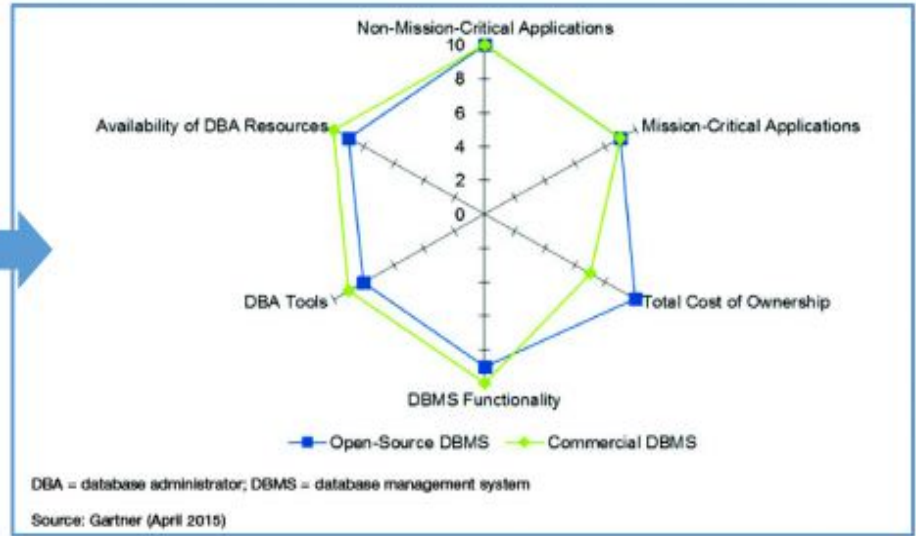 Non-Mission-Critical Applications
10
8
6
4
2
0
Availability of DBA Resources
Mission-Critical Applications
DBA Tools
Total Cost of Ownership
DBMS Functionality
Open-Source DBMS
Commercial DBMS
DBA = database administrator; DBMS = database management system
Source: Gartner (April 2015)